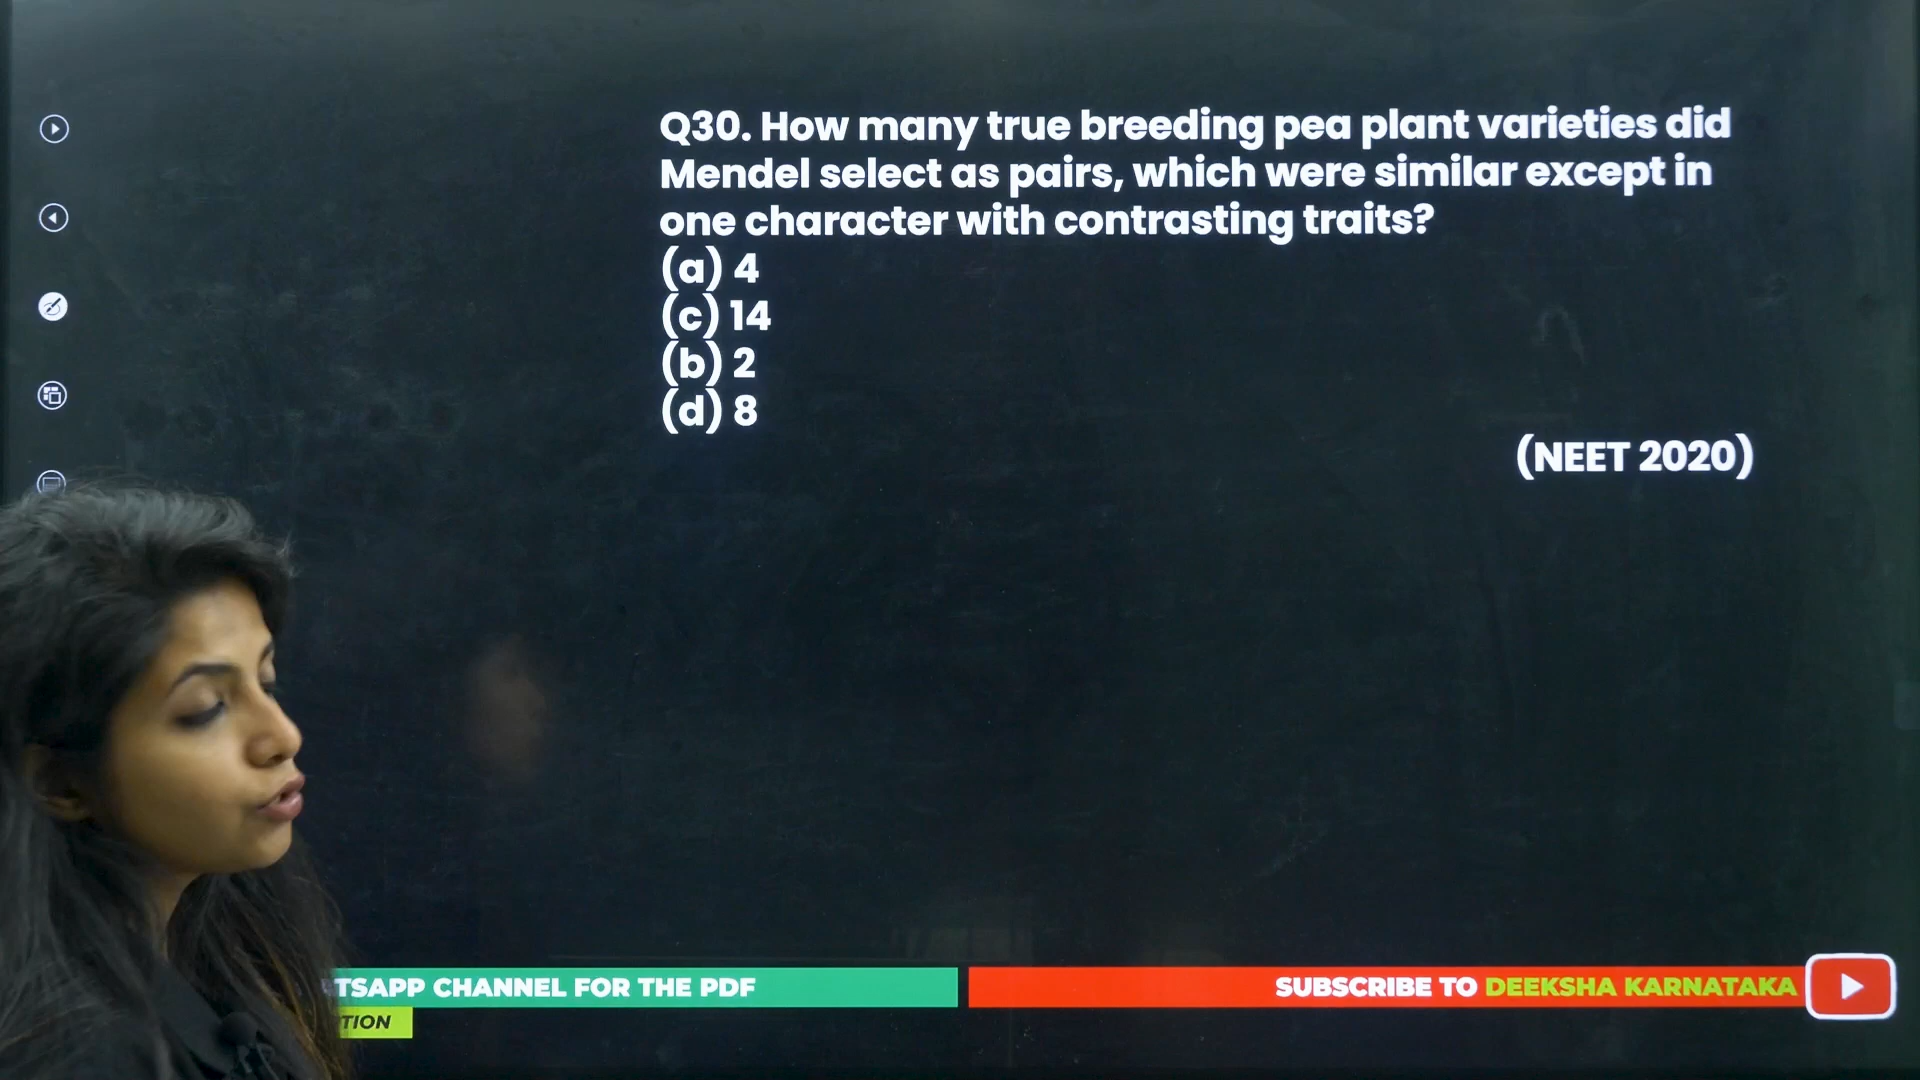 Q30. How many true breeding pea plant varieties did
Mendel select as pairs, which were similar except in
one character with contrasting traits?
(a) 4
(c) 14
(b) 2
(d) 8
(NEET 2020)
TSAPP CHANNEL FOR THE PDF
SUBSCRIBE TO DEEKSHA KARNATAKA
TION